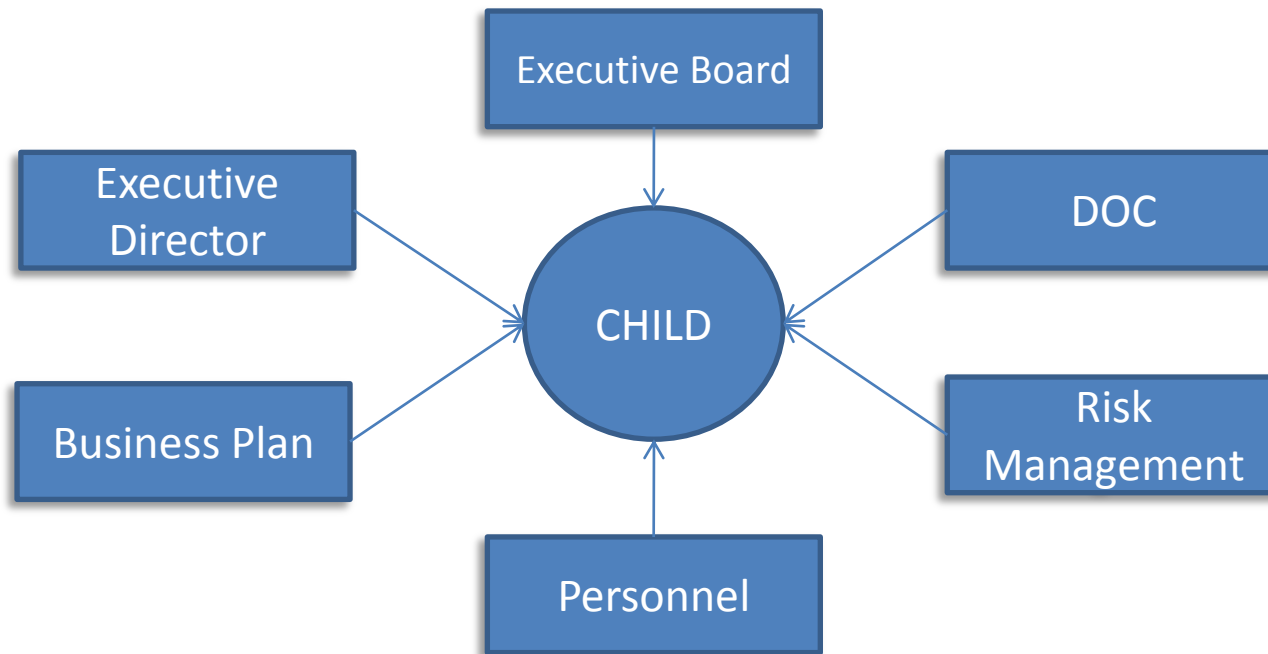 Executive Board
Executive
Director
DOC
CHILD
Business Plan
Risk
Management
Personnel